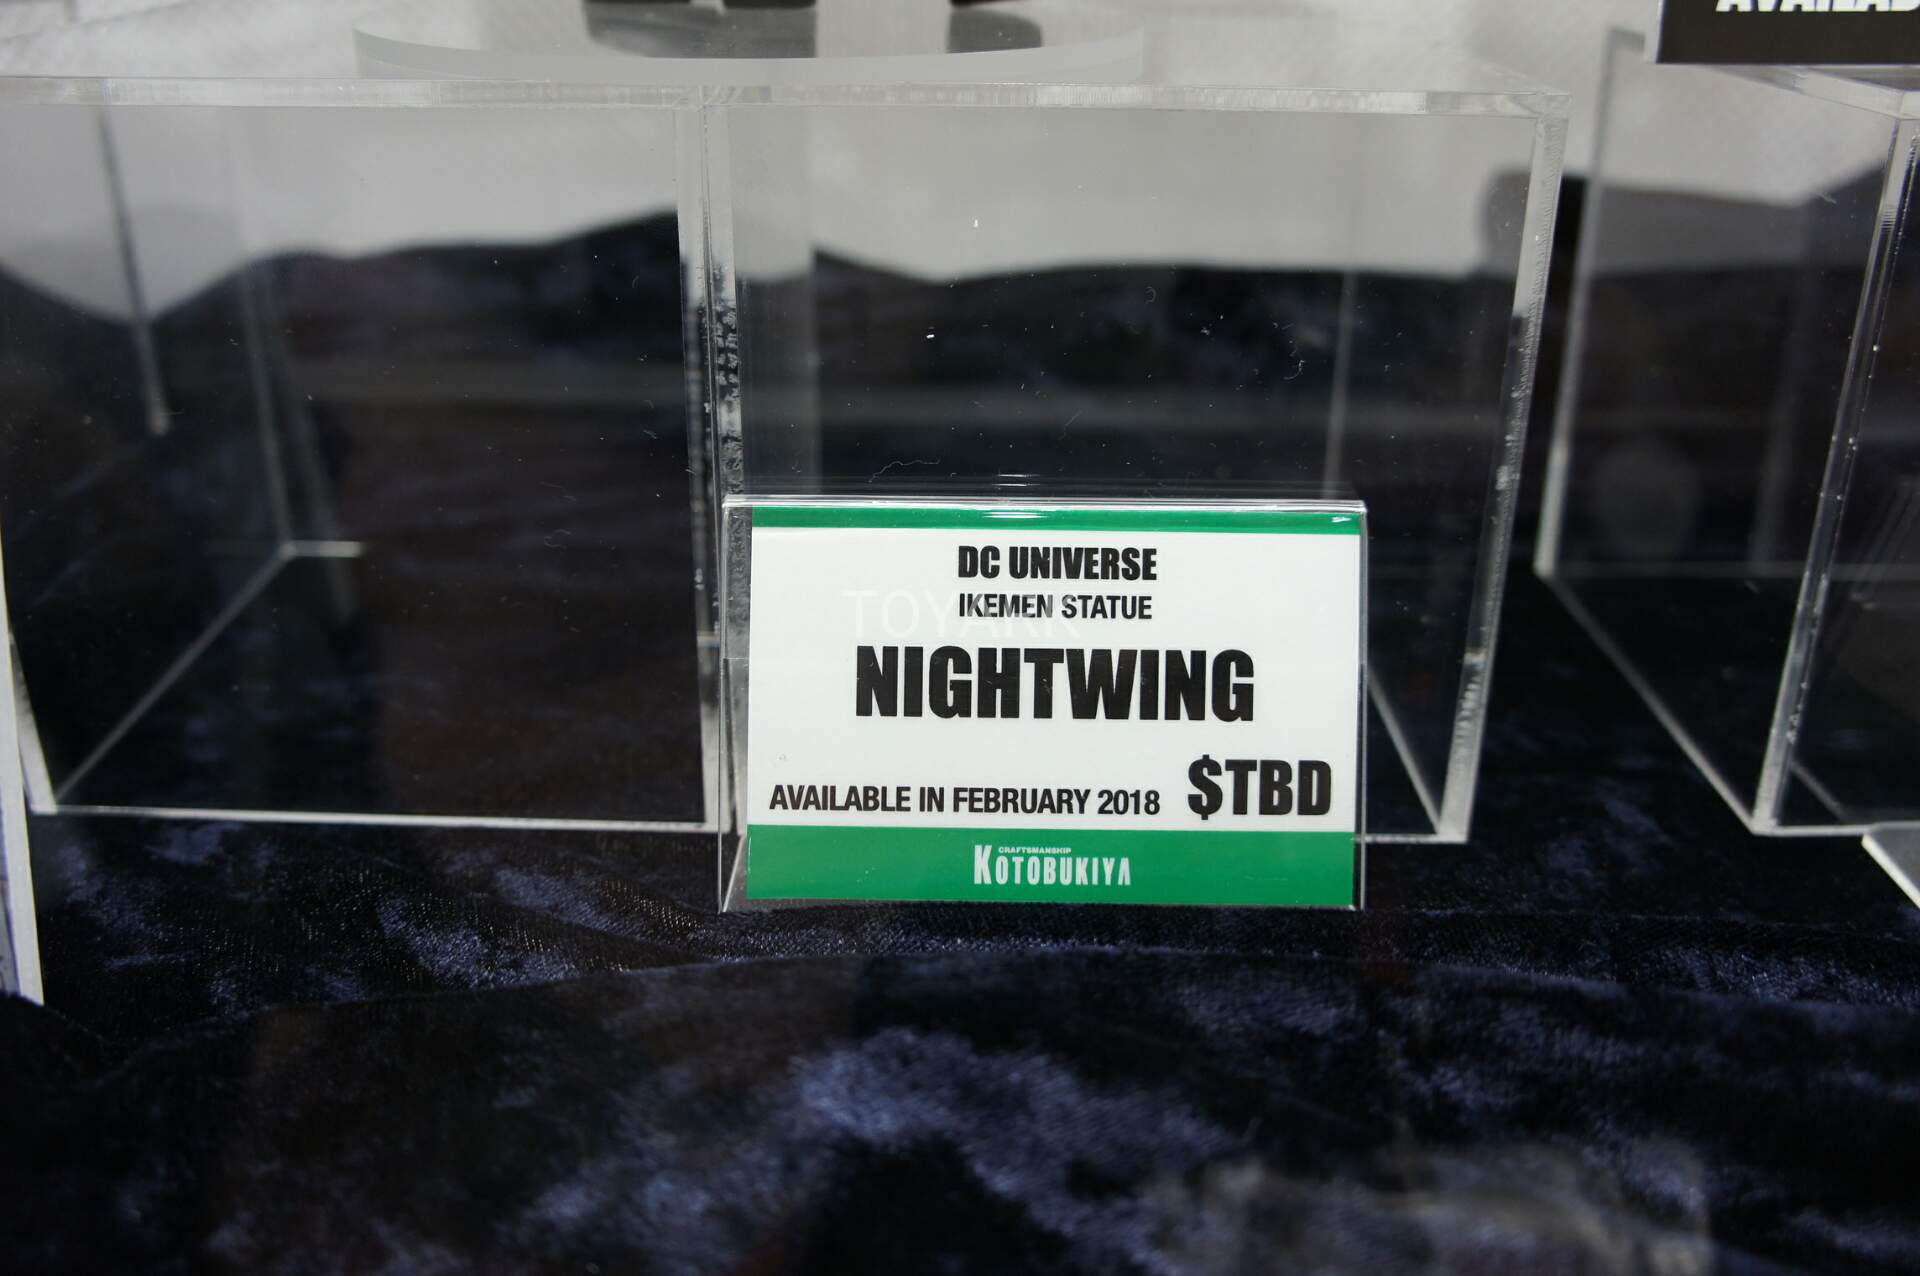 DC UNIVERSE
IKEMEN STATUE
TOYARK
NIGHTWING
AVAILABLE IN FEBRUARY 2018 $TBD
CRAFTSMANSHIP
KOTOBUKIYA